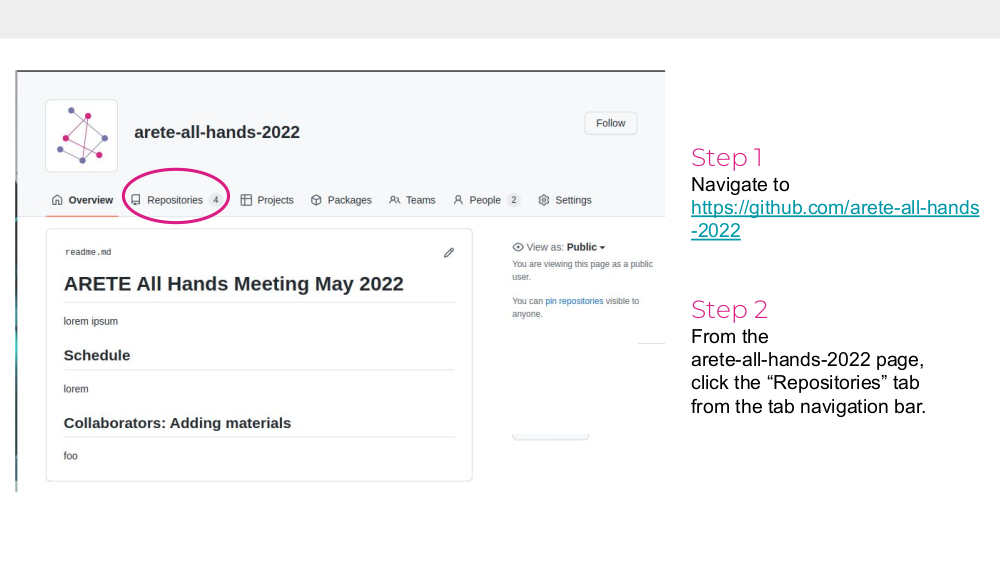 arete-all-hands-2022
Follow
Overview
Repositories 4
Projects
Packages
Teams
People 2
Settings
readme.md
ARETE All Hands Meeting May 2022
lorem ipsum
Schedule
lorem
Collaborators: Adding materials
foo
View as: Public
You are viewing this page as a public
user.
You can pin repositories visible to
anyone.
Step 1
Navigate to
https://github.com/arete-all-hands
-2022
Step 2
From the
arete-all-hands-2022 page,
click the “Repositories” tab
from the tab navigation bar.